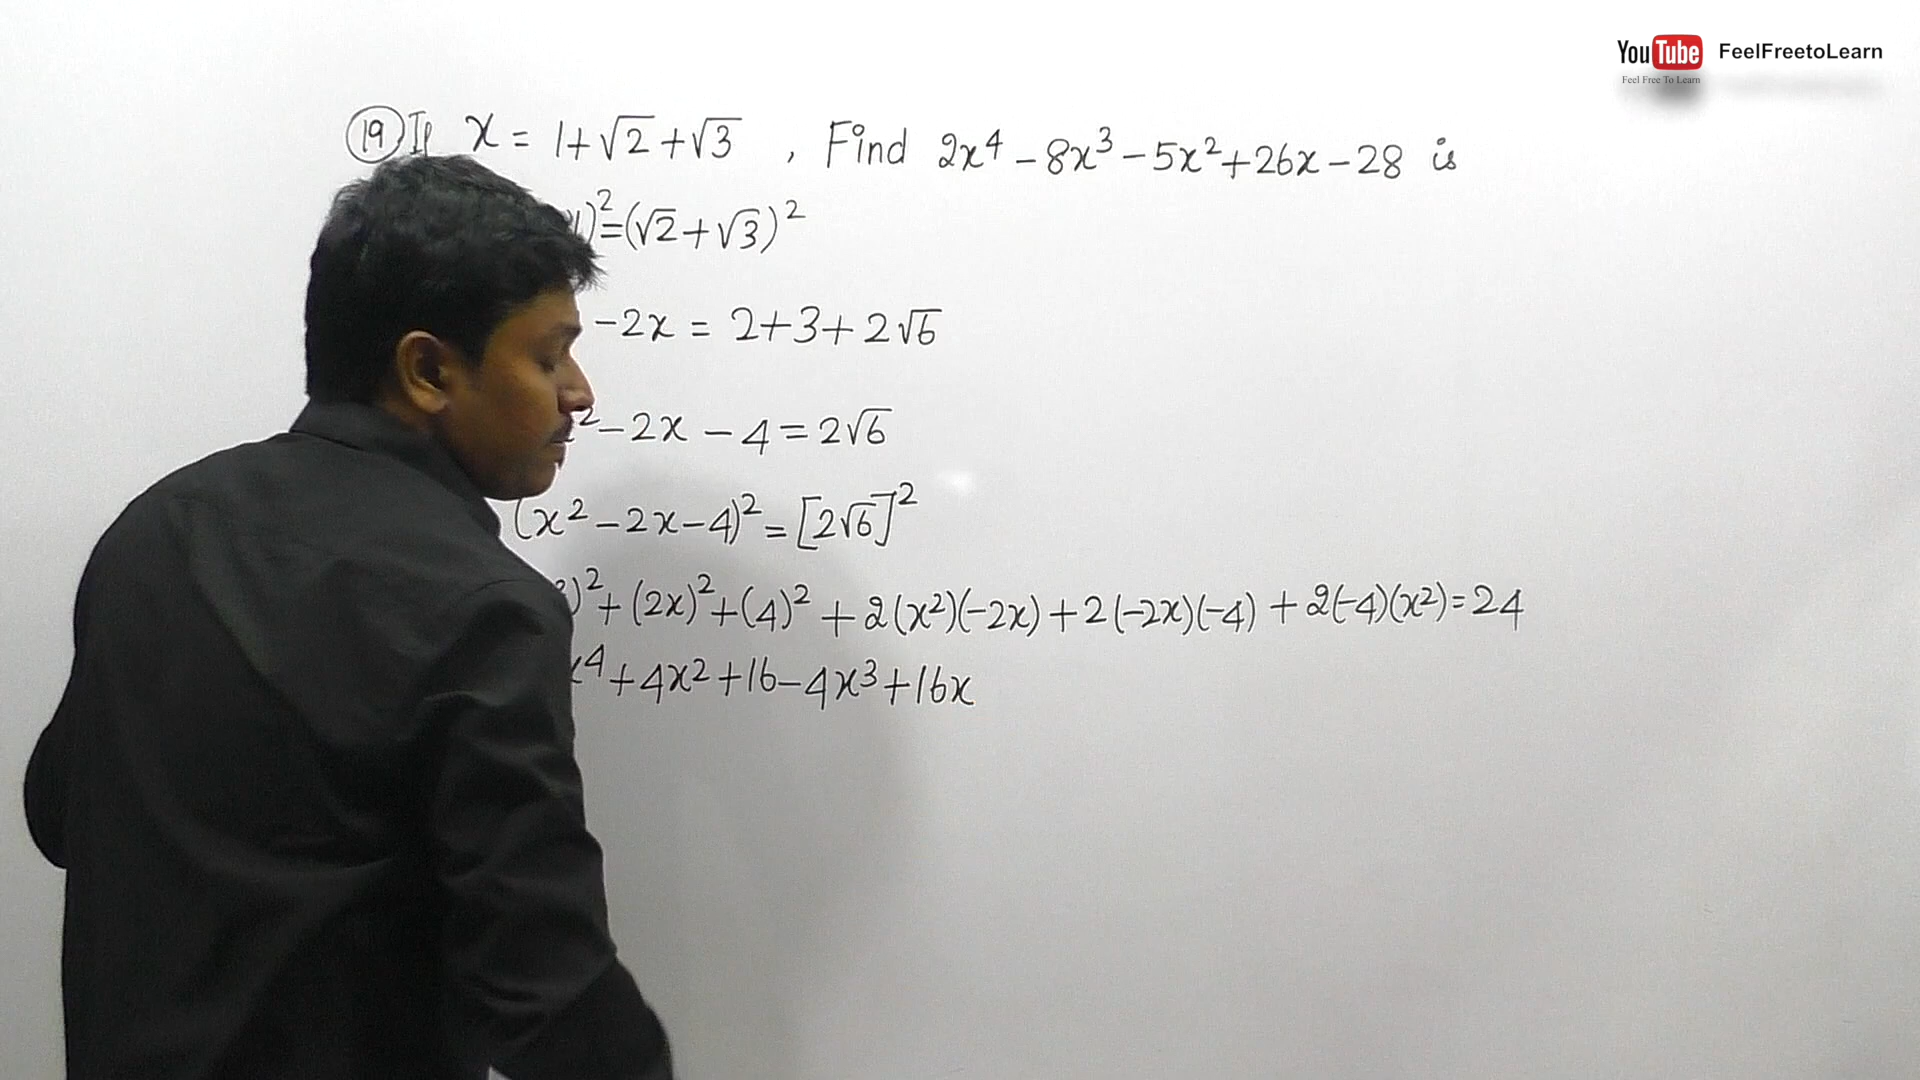 YouTube FeelFreetoLearn
Feel Free To Learn
(19) If x = 1+√2+√3 , Find 2x⁴ - 8x³ - 5x² + 26x - 28 is
)²=(√2+√3)²
-2x = 2+3+2√6
² - 2x - 4 = 2√6
(x² - 2x - 4)² = [2√6]²
)² + (2x)² + (4)² + 2(x²)(-2x) + 2(-2x)(-4) + 2(-4)(x²) = 24
⁴ + 4x² + 16 - 4x³ + 16x